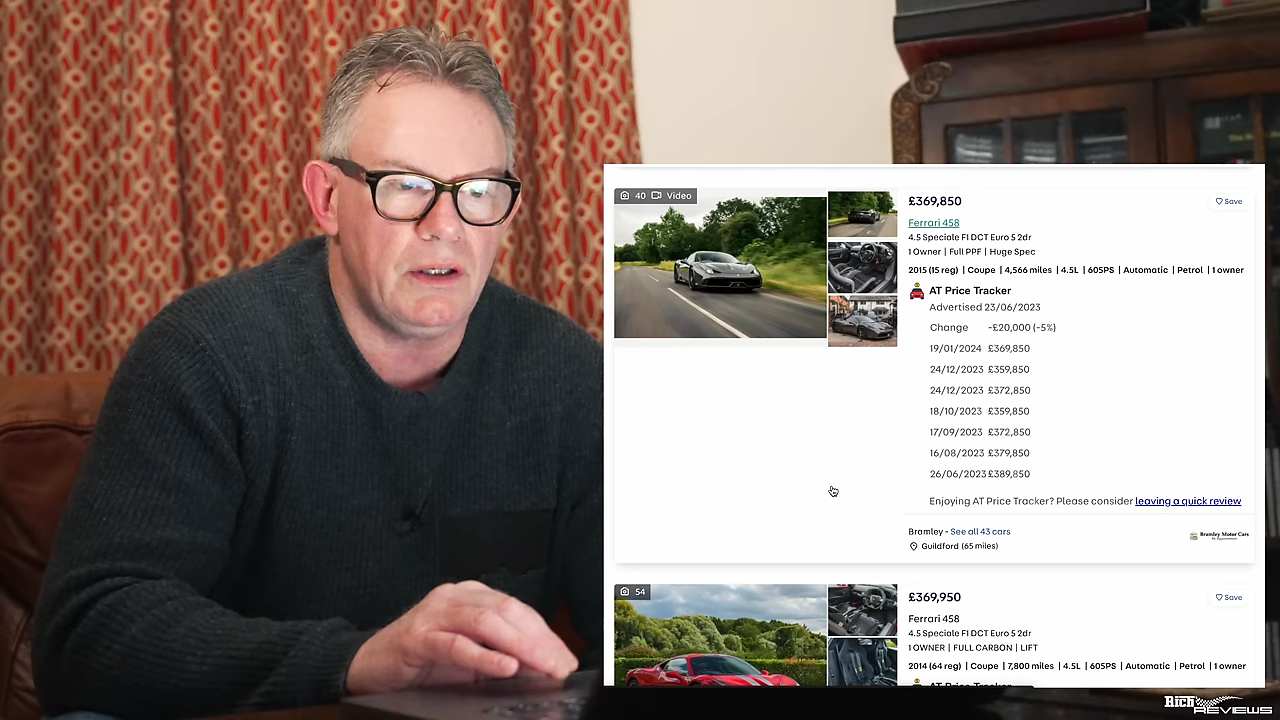 40 Video
£369,850
Save
Ferrari 458
4.5 Speciale F1 DCT Euro 5 2dr
1 Owner | Full PPF | Huge Spec
2015 (15 reg) | Coupe | 4,566 miles | 4.5L | 605PS | Automatic | Petrol | 1 owner
AT Price Tracker
Advertised 23/06/2023
Change -£20,000 (-5%)
19/01/2024 £369,850
24/12/2023 £359,850
24/12/2023 £372,850
18/10/2023 £359,850
17/09/2023 £372,850
16/08/2023 £379,850
26/06/2023 £389,850
Enjoying AT Price Tracker? Please consider leaving a quick review
Bramley - See all 43 cars
Bramley Motor Cars
Guildford (65 miles)
54
£369,950
Save
Ferrari 458
4.5 Speciale F1 DCT Euro 5 2dr
1 OWNER | FULL CARBON | LIFT
2014 (64 reg) | Coupe | 7,800 miles | 4.5L | 605PS | Automatic | Petrol | 1 owner
AT Price Tracker
Rich
REVIEWS